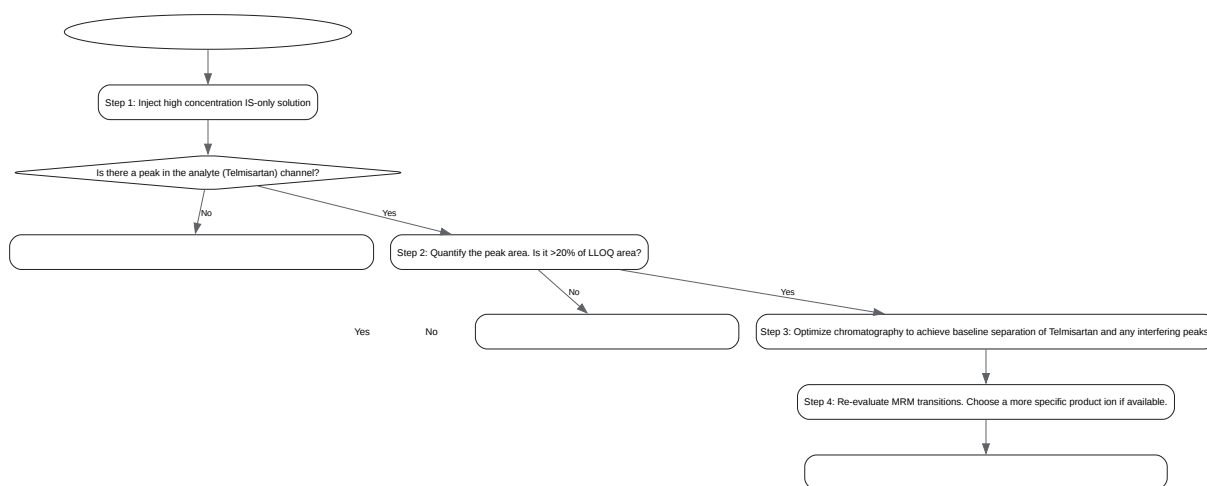 Step 1: Inject high concentration IS-only solution
Is there a peak in the analyte (Telmisartan) channel?
No
Yes
Step 2: Quantify the peak area. Is it >20% of LLOQ area?
No
Yes
Yes
No
Step 3: Optimize chromatography to achieve baseline separation of Telmisartan and any interfering peaks
Step 4: Re-evaluate MRM transitions. Choose a more specific product ion if available.